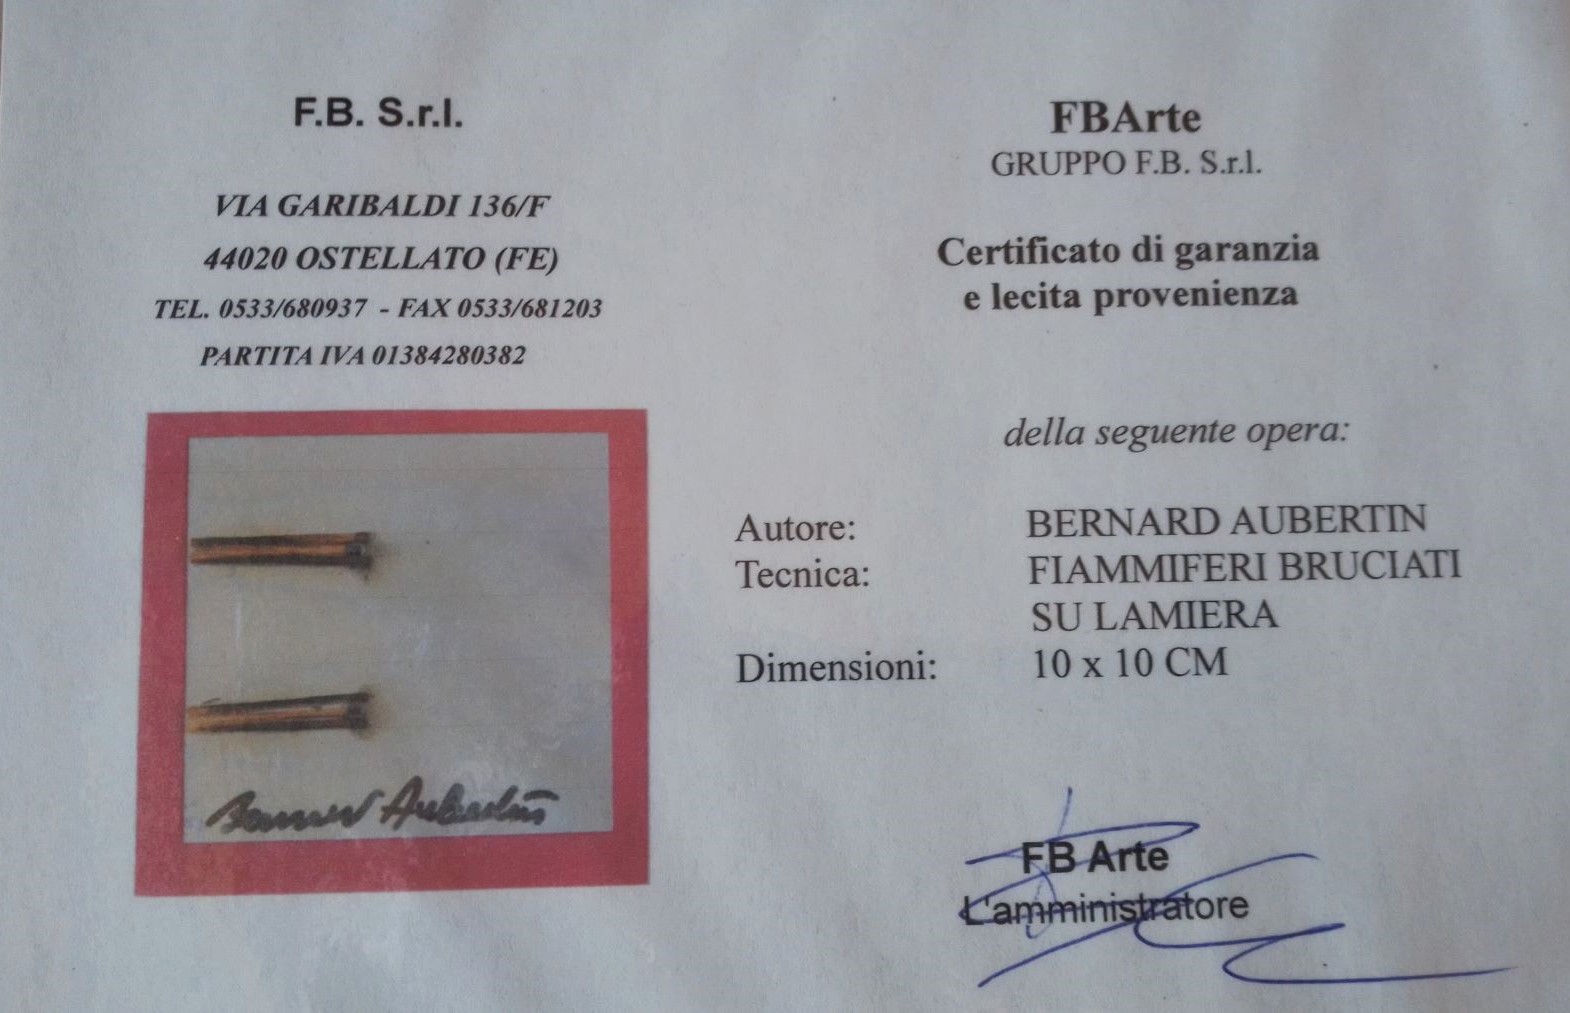 F.B. S.r.l.
VIA GARIBALDI 136/F
44020 OSTELLATO (FE)
TEL. 0533/680937 - FAX 0533/681203
PARTITA IVA 01384280382
Bernard Aubertin
FBArte
GRUPPO F.B. S.r.l.
Certificato di garanzia
e lecita provenienza
della seguente opera:
Autore: BERNARD AUBERTIN
Tecnica: FIAMMIFERI BRUCIATI
SU LAMIERA
Dimensioni: 10 x 10 CM
FB Arte
L'amministratore